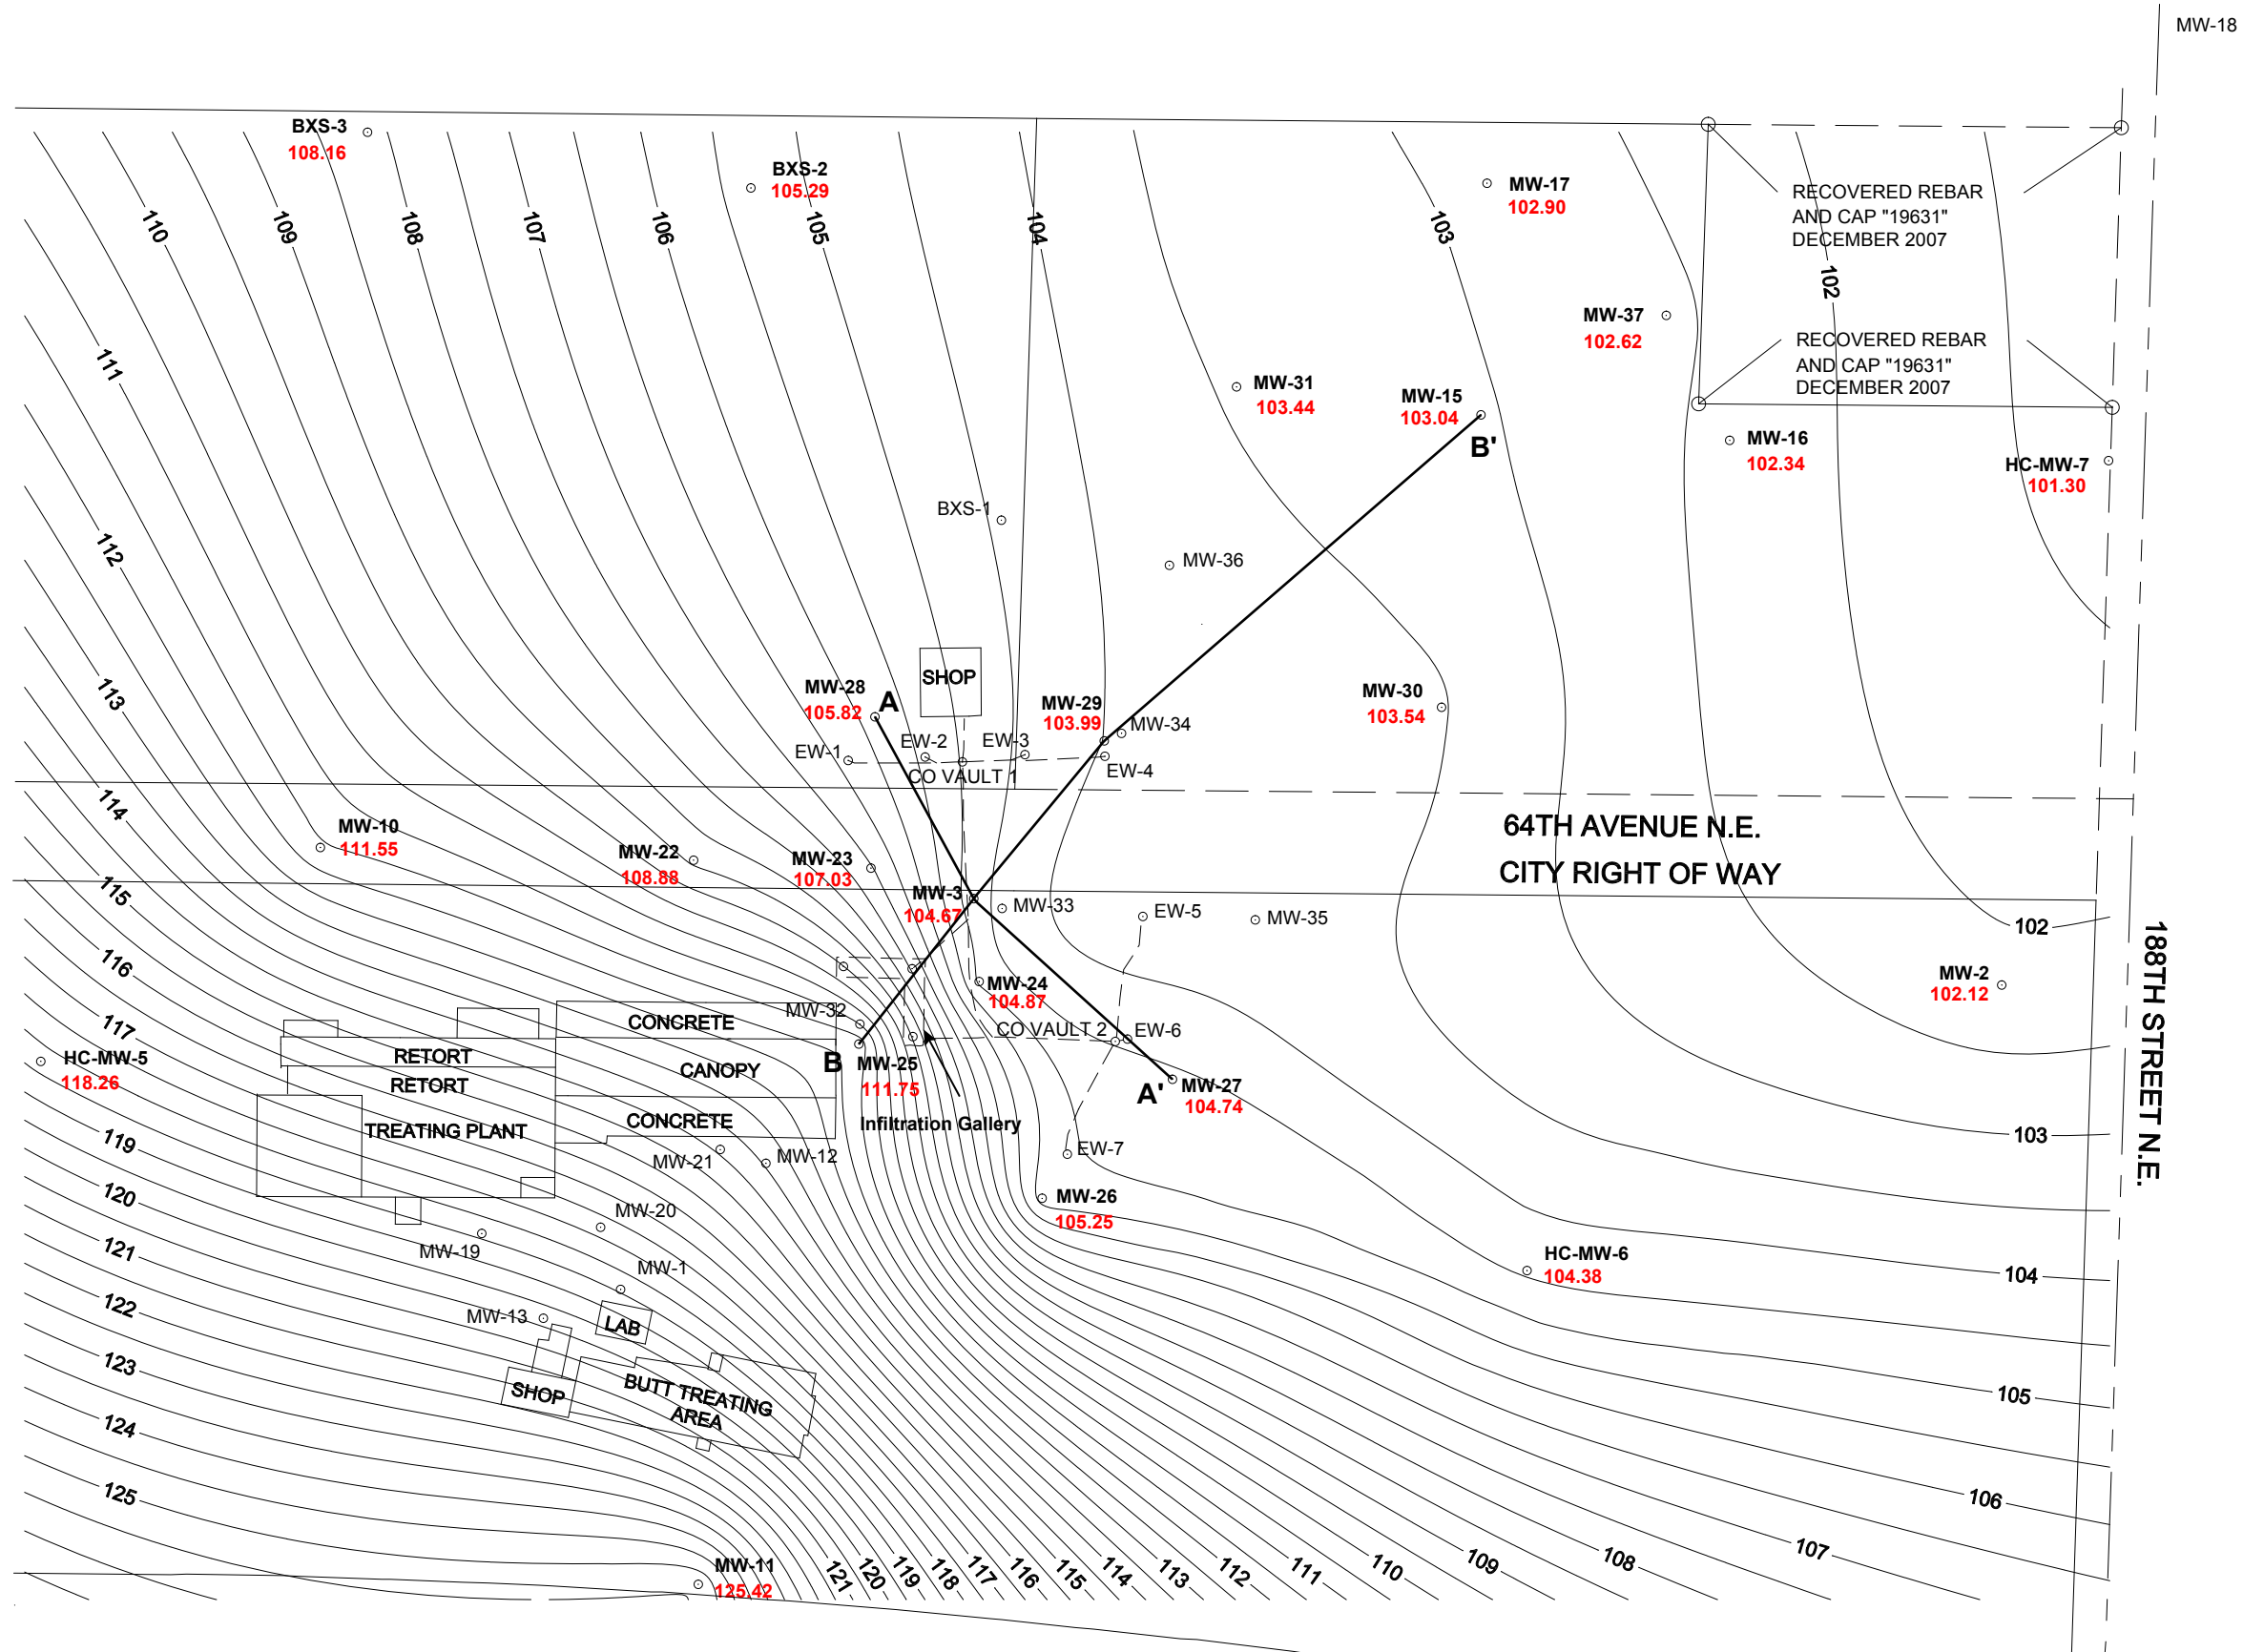 MW-18
BXS-3
108.16
BXS-2
105.29
MW-17
102.90
RECOVERED REBAR
AND CAP "19631"
DECEMBER 2007
110
109
108
107
106
105
104
103
102
MW-37
102.62
RECOVERED REBAR
AND CAP "19631"
DECEMBER 2007
111
MW-31
103.44
MW-15
103.04
B'
MW-16
102.34
HC-MW-7
101.30
112
BXS-1
MW-36
113
SHOP
MW-28
105.82
A
MW-29
103.99
MW-34
MW-30
103.54
EW-1
EW-2
EW-3
EW-4
CO VAULT 1
114
64TH AVENUE N.E.
CITY RIGHT OF WAY
MW-10
111.55
MW-22
108.88
MW-23
107.03
MW-3
104.67
MW-33
EW-5
MW-35
115
102
188TH STREET N.E.
116
MW-24
104.87
MW-2
102.12
117
MW-32
CO VAULT 2
EW-6
CONCRETE
RETORT
RETORT
CANOPY
CONCRETE
TREATING PLANT
HC-MW-5
118.26
B
MW-25
111.75
Infiltration Gallery
A'
MW-27
104.74
103
119
MW-21
MW-12
EW-7
120
MW-20
MW-26
105.25
MW-19
121
MW-1
HC-MW-6
104.38
104
122
MW-13
LAB
123
SHOP
BUTT TREATING
AREA
105
124
125
106
MW-11
125.42
121
120
119
118
117
116
115
114
113
112
111
110
109
108
107